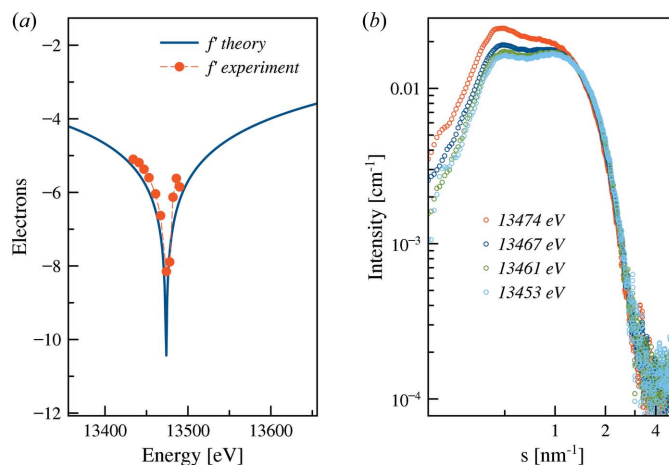 (a)
(b)
f' theory
f' experiment
−2
−4
−6
−8
−10
−12
Electrons
13400
13500
13600
Energy [eV]
0.01
10⁻³
10⁻⁴
Intensity [cm⁻¹]
13474 eV
13467 eV
13461 eV
13453 eV
1
2
4
s [nm⁻¹]